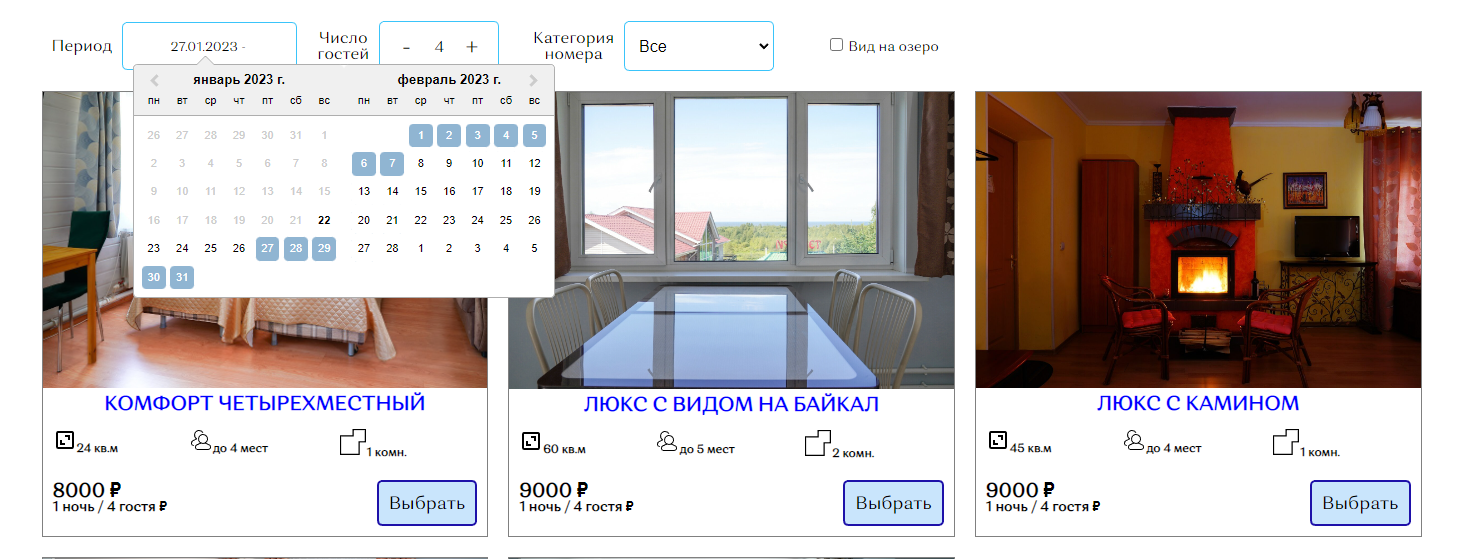 Период
27.01.2023 -
Число
гостей
- 4 +
Категория
номера
Все
Вид на озеро
январь 2023 г.
пн вт ср чт пт сб вс
26 27 28 29 30 31 1
2 3 4 5 6 7 8
9 10 11 12 13 14 15
16 17 18 19 20 21 22
23 24 25 26 27 28 29
30 31
февраль 2023 г.
пн вт ср чт пт сб вс
1 2 3 4 5
6 7 8 9 10 11 12
13 14 15 16 17 18 19
20 21 22 23 24 25 26
27 28 1 2 3 4 5
КОМФОРТ ЧЕТЫРЕХМЕСТНЫЙ
24 кв.м до 4 мест 1 комн.
8000 ₽
1 ночь / 4 гостя ₽
Выбрать
ЛЮКС С ВИДОМ НА БАЙКАЛ
60 кв.м до 5 мест 2 комн.
9000 ₽
1 ночь / 4 гостя ₽
Выбрать
ЛЮКС С КАМИНОМ
45 кв.м до 4 мест 1 комн.
9000 ₽
1 ночь / 4 гостя ₽
Выбрать